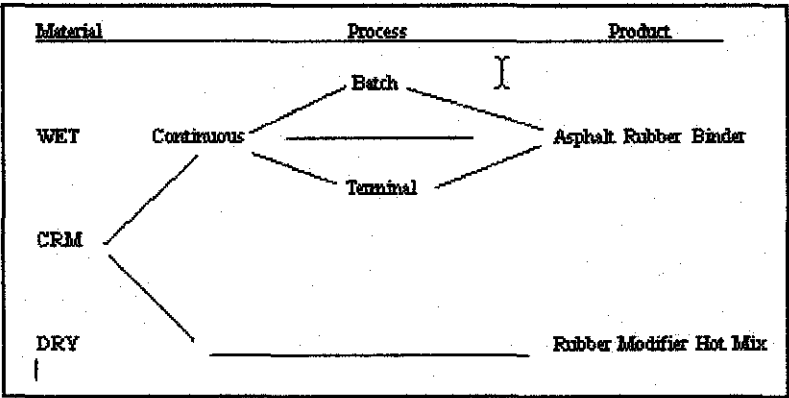 Material Process Product
Batch
WET Continuous Asphalt Rubber Binder
Terminal
CRM
DRY Rubber Modifier Hot Mix